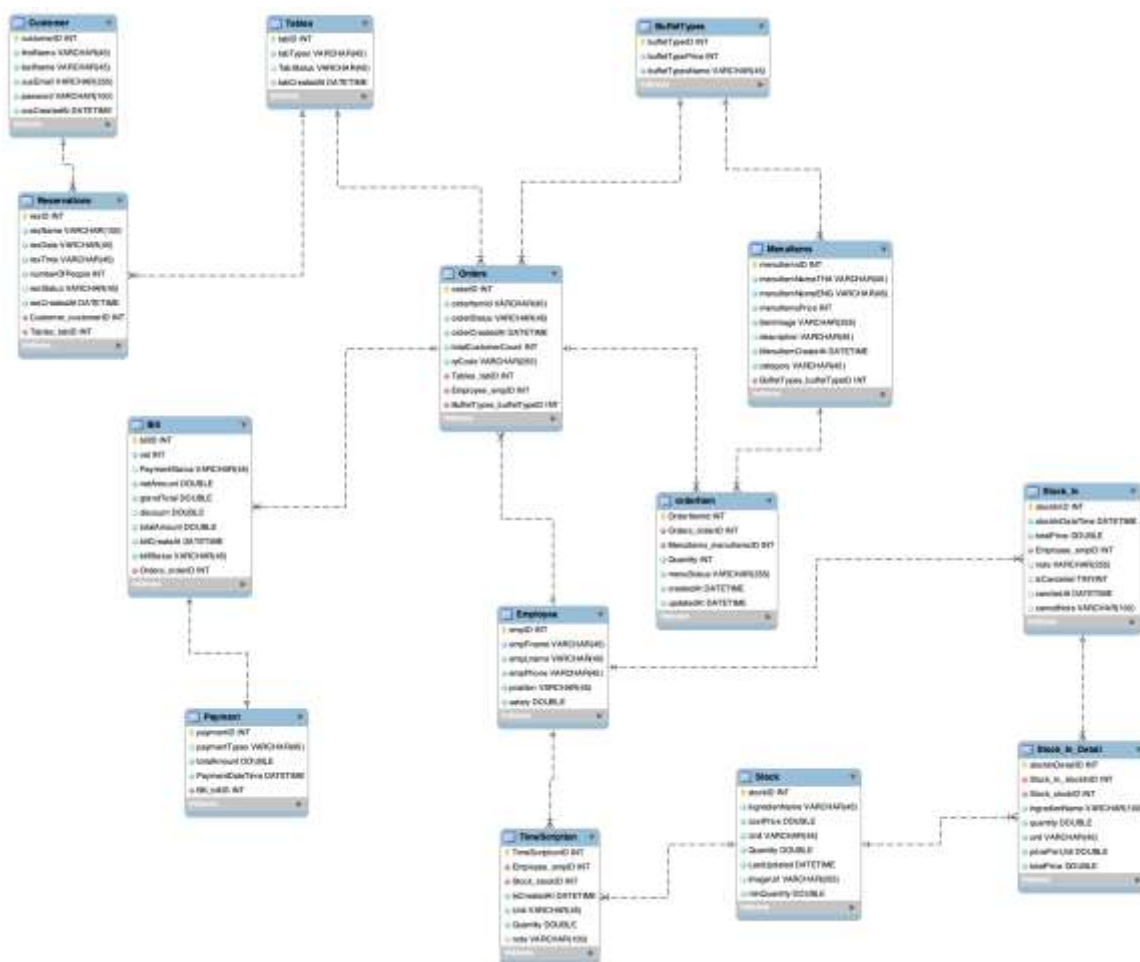 Customer
customerID INT
firstName VARCHAR(45)
lastName VARCHAR(45)
cusEmail VARCHAR(255)
password VARCHAR(100)
cusCreatedAt DATETIME
Tables
tabID INT
tabTypes VARCHAR(45)
TabStatus VARCHAR(45)
tabCreatedAt DATETIME
BuffetTypes
buffetTypeID INT
buffetTypePrice INT
buffetTypesName VARCHAR(45)
Reservations
resID INT
resName VARCHAR(100)
resDate VARCHAR(45)
resTime VARCHAR(45)
numberOfPeople INT
resStatus VARCHAR(45)
resCreatedAt DATETIME
Customer_customerID INT
Tables_tabID INT
Orders
orderID INT
orderItemId VARCHAR(45)
orderStatus VARCHAR(45)
orderCreatedAt DATETIME
totalCustomerCount INT
VARCHAR(255)
Tables_tabID INT
Employee_empID INT
BuffetTypes_buffetTypeID INT
MenuItems
menuItemsID INT
menuItemNameTHA VARCHAR(45)
menuItemNameENG VARCHAR(45)
menuItemsPrice INT
itemImage VARCHAR(255)
description VARCHAR(45)
MenuItemCreateAt DATETIME
category VARCHAR(45)
BuffetTypes_buffetTypeID INT
Bill
billID INT
vat INT
PaymentStatus VARCHAR(45)
netAmount DOUBLE
grandTotal DOUBLE
discount DOUBLE
totalAmount DOUBLE
billCreateAt DATETIME
billStatus VARCHAR(45)
Orders_orderID INT
orderItem
OrderItemId INT
Orders_orderID INT
MenuItems_menuItemsID INT
Quantity INT
menuStatus VARCHAR(255)
createdAt DATETIME
updatedAt DATETIME
Stock_In
stockInID INT
stockInDateTime DATETIME
totalPrice DOUBLE
Employee_empID INT
note VARCHAR(255)
isCanceled TINYINT
DATETIME
cancelNote VARCHAR(100)
Employee
empID INT
empFname VARCHAR(45)
empLname VARCHAR(45)
empPhone VARCHAR(45)
position VARCHAR(45)
salary DOUBLE
Payment
paymentID INT
paymentTypes VARCHAR(45)
totalAmount DOUBLE
PaymentDateTime DATETIME
Bill_billID INT
Stock
stockID INT
ingredienName VARCHAR(45)
costPrice DOUBLE
Unit VARCHAR(45)
Quantity DOUBLE
LastUpdated DATETIME
imageUrl VARCHAR(255)
minQuantity DOUBLE
Stock_In_Detail
stockInDetailID INT
Stock_In_stockInID INT
Stock_stockID INT
ingredienName VARCHAR(100)
quantity DOUBLE
unit VARCHAR(45)
pricePerUnit DOUBLE
totalPrice DOUBLE
TimeScription
TimeScriptionID INT
Employee_empID INT
Stock_stockID INT
DATETIME
Unit VARCHAR(45)
Quantity DOUBLE
note VARCHAR(100)